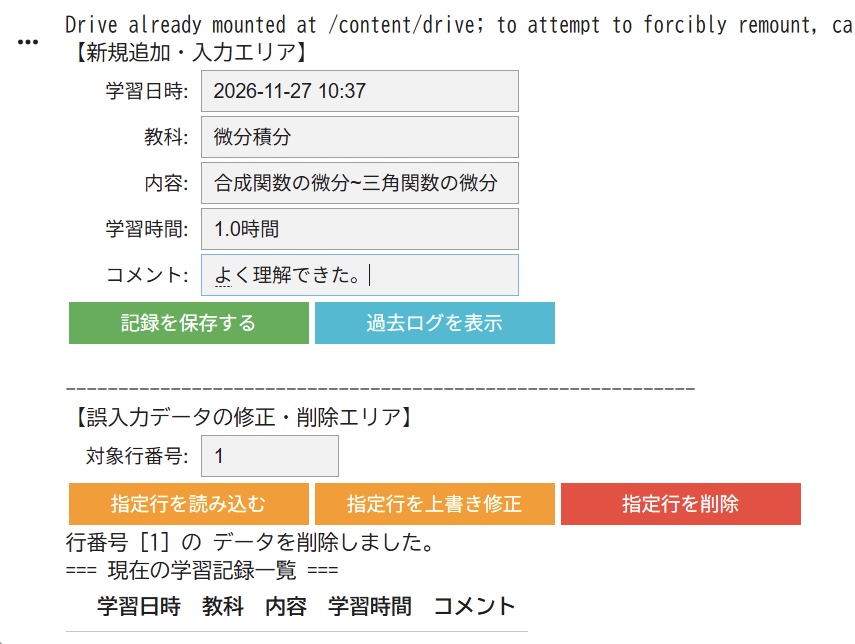 Drive already mounted at /content/drive; to attempt to forcibly remount, ca
【新規追加・入力エリア】
学習日時: 2026-11-27 10:37
教科: 微分積分
内容: 合成関数の微分~三角関数の微分
学習時間: 1.0時間
コメント: よく理解できた。
記録を保存する 過去ログを表示
------------------------------------------------------------
【誤入力データの修正・削除エリア】
対象行番号: 1
指定行を読み込む 指定行を上書き修正 指定行を削除
行番号 [1] の データを削除しました。
=== 現在の学習記録一覧 ===
学習日時 教科 内容 学習時間 コメント